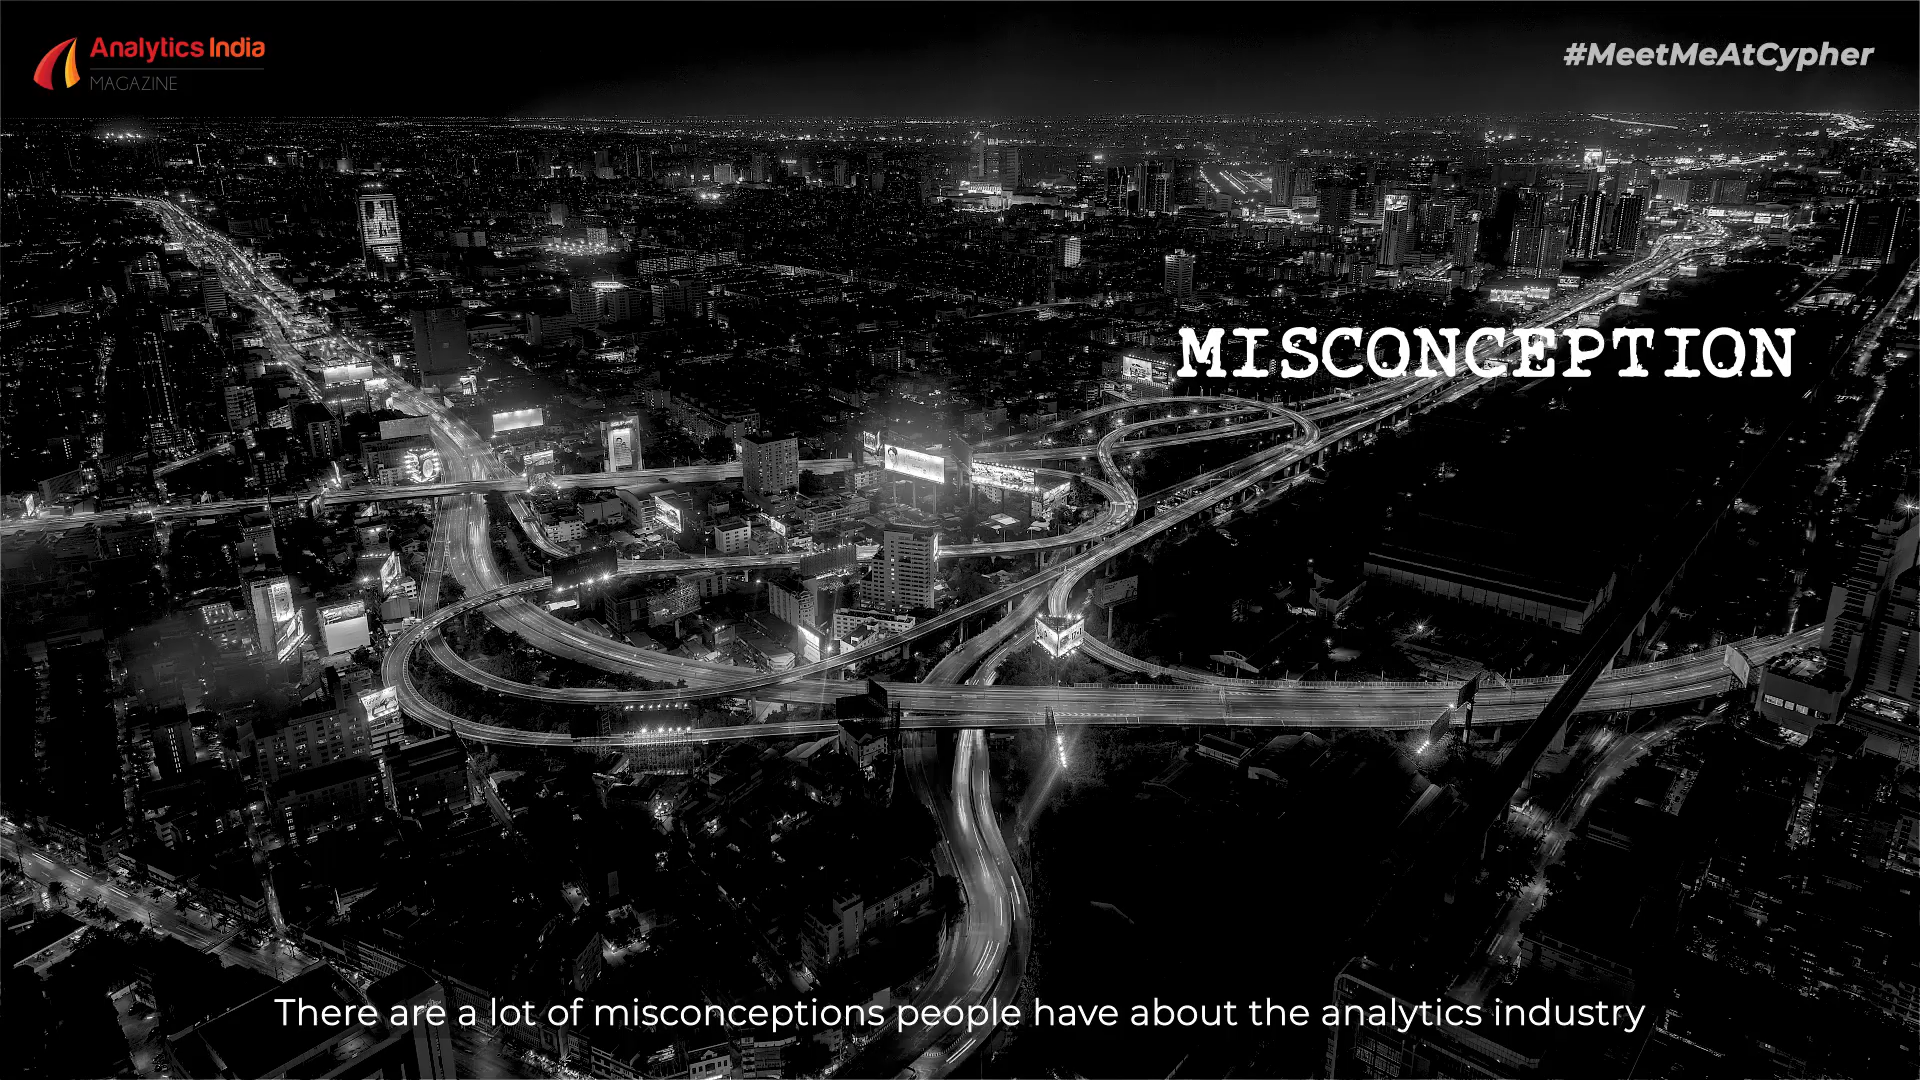 Analytics India
MAGAZINE
#MeetMeAtCypher
MISCONCEPTION
There are a lot of misconceptions people have about the analytics industry